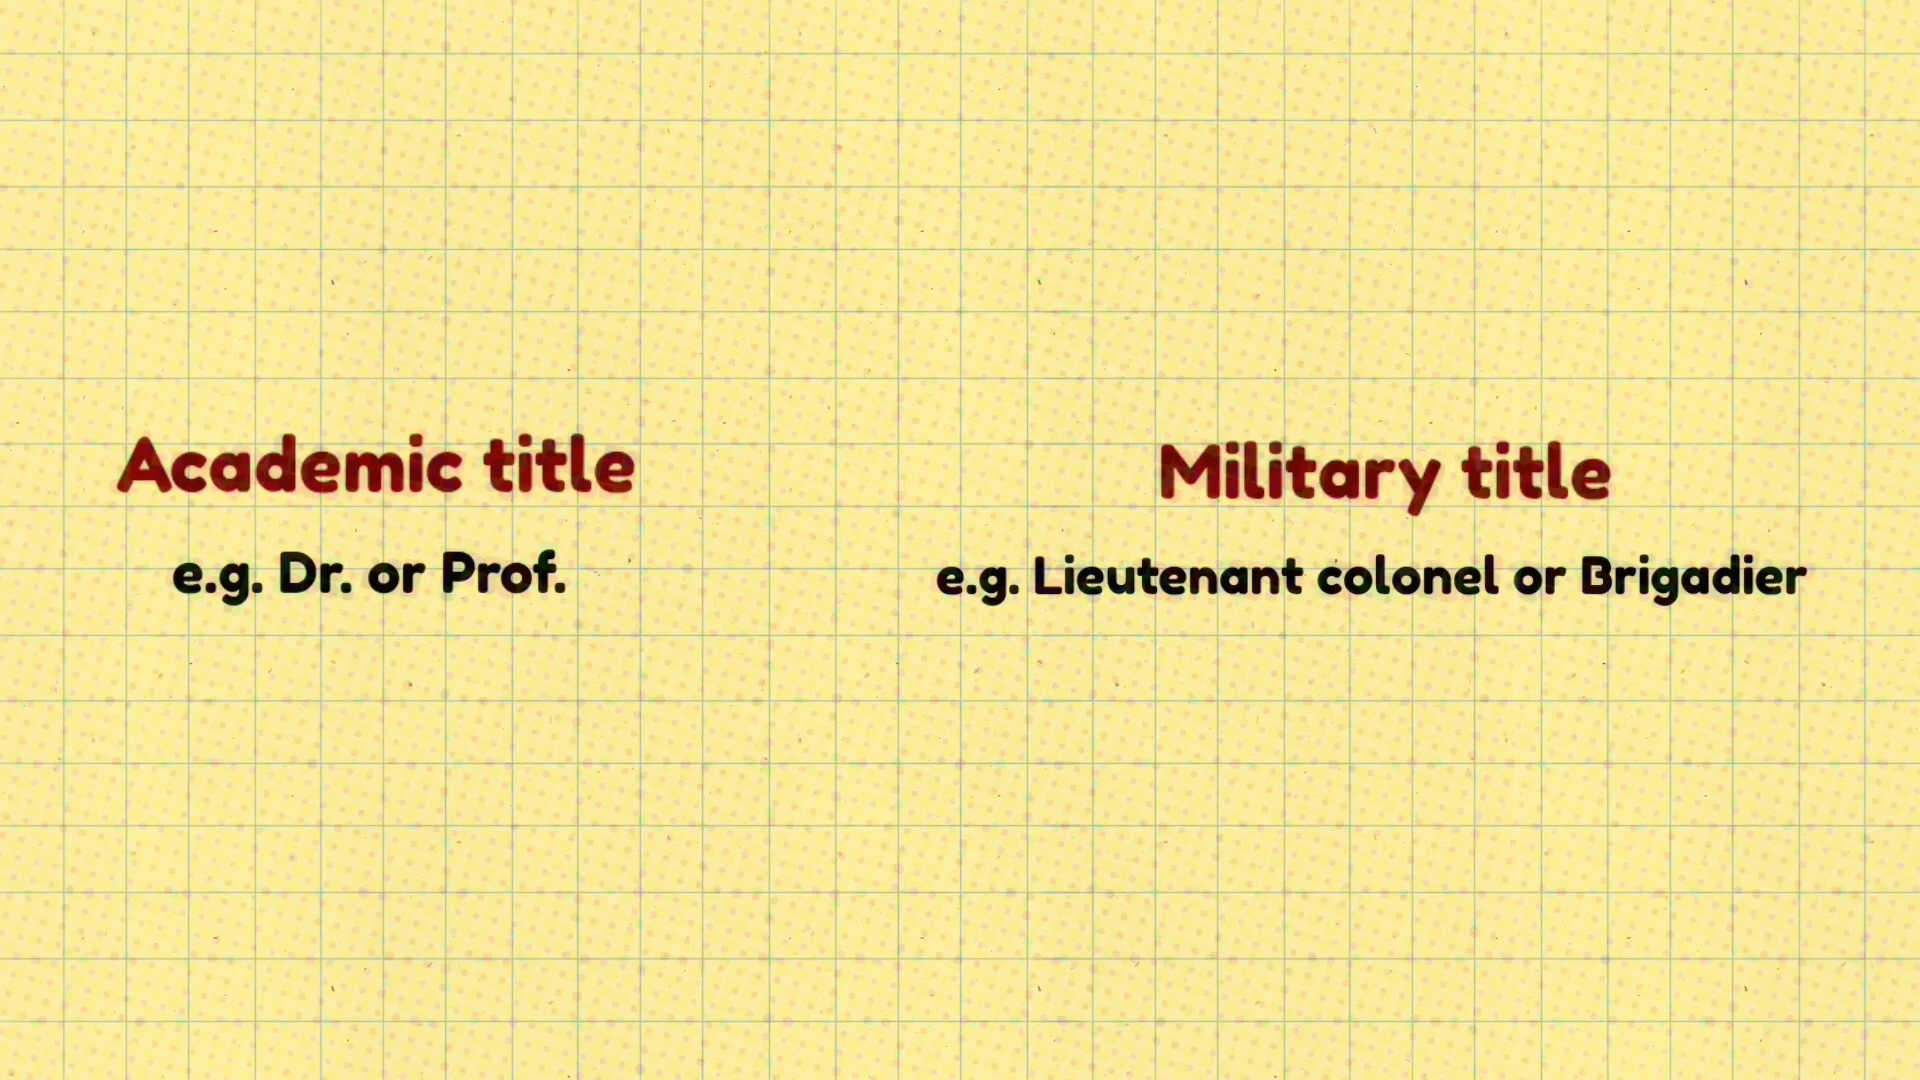 Academic title
e.g. Dr. or Prof.
Military title
e.g. Lieutenant colonel or Brigadier